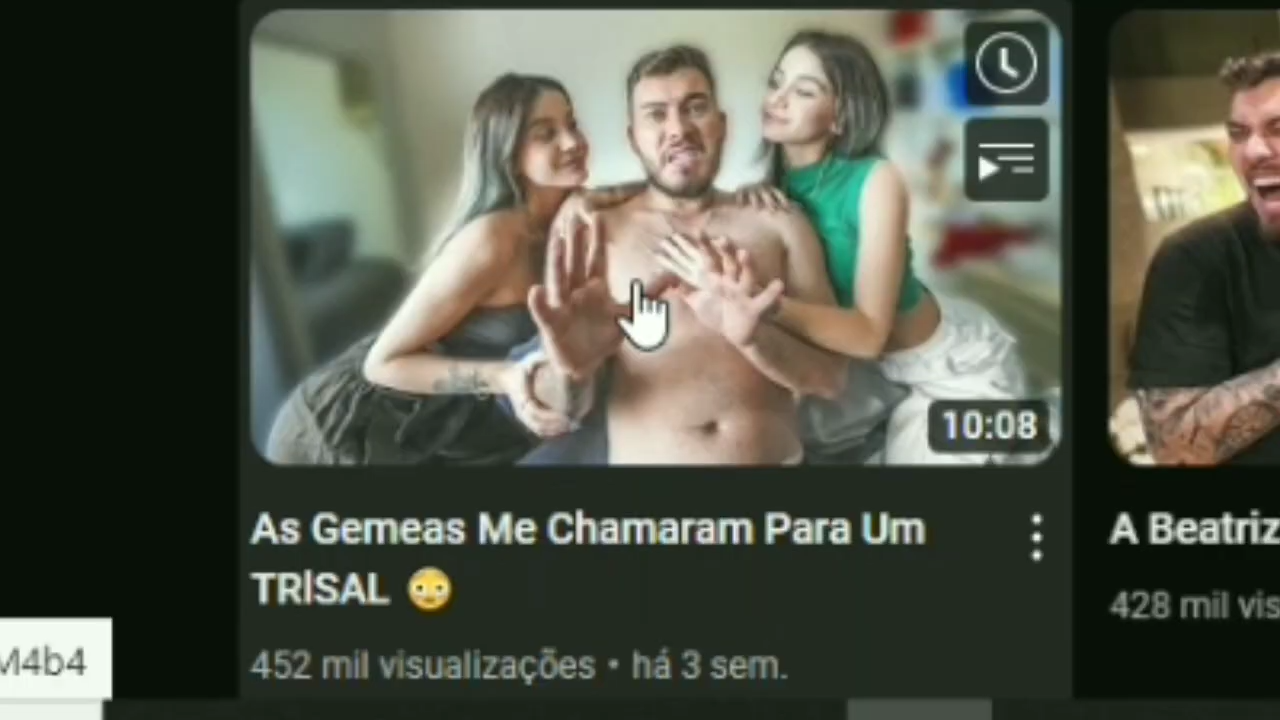 10:08
As Gemeas Me Chamaram Para Um
TRlSAL 😳
452 mil visualizações • há 3 sem.
A Beatriz
428 mil vis
M4b4